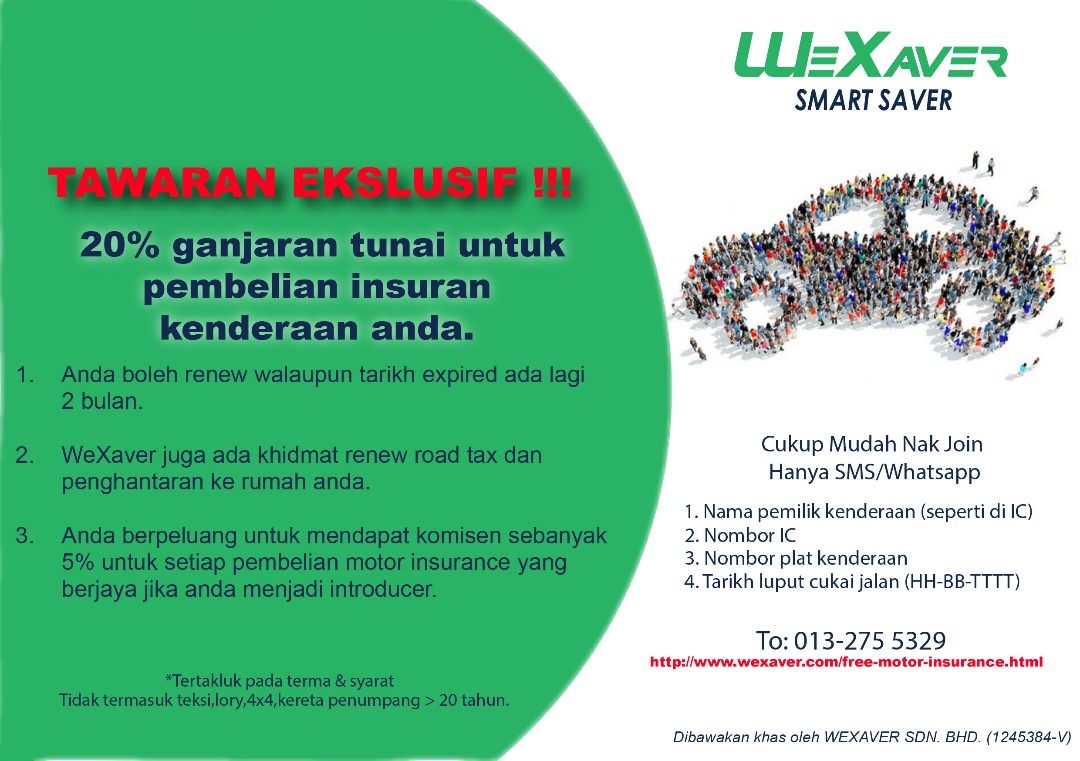 TAWARAN EKSLUSIF !!!
20% ganjaran tunai untuk
pembelian insuran
kenderaan anda.
1. Anda boleh renew walaupun tarikh expired ada lagi
2 bulan.
2. WeXaver juga ada khidmat renew road tax dan
penghantaran ke rumah anda.
3. Anda berpeluang untuk mendapat komisen sebanyak
5% untuk setiap pembelian motor insurance yang
berjaya jika anda menjadi introducer.
*Tertakluk pada terma & syarat
Tidak termasuk teksi,lory,4x4,kereta penumpang > 20 tahun.
WEXAVER
SMART SAVER
Cukup Mudah Nak Join
Hanya SMS/Whatsapp
1. Nama pemilik kenderaan (seperti di IC)
2. Nombor IC
3. Nombor plat kenderaan
4. Tarikh luput cukai jalan (HH-BB-TTTT)
To: 013-275 5329
http://www.wexaver.com/free-motor-insurance.html
Dibawakan khas oleh WEXAVER SDN. BHD. (1245384-V)